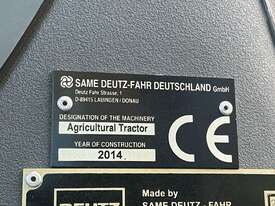 SAME DEUTZ-FAHR DEUTSCHLAND GmbH
Deutz Fahr Strasse, 1
D-89415 LAUINGEN / DONAU
DESIGNATION OF THE MACHINERY
Agricultural Tractor
YEAR OF CONSTRUCTION
2014
CE
DEUTZ
Made by
SAME DEUTZ - FAHR